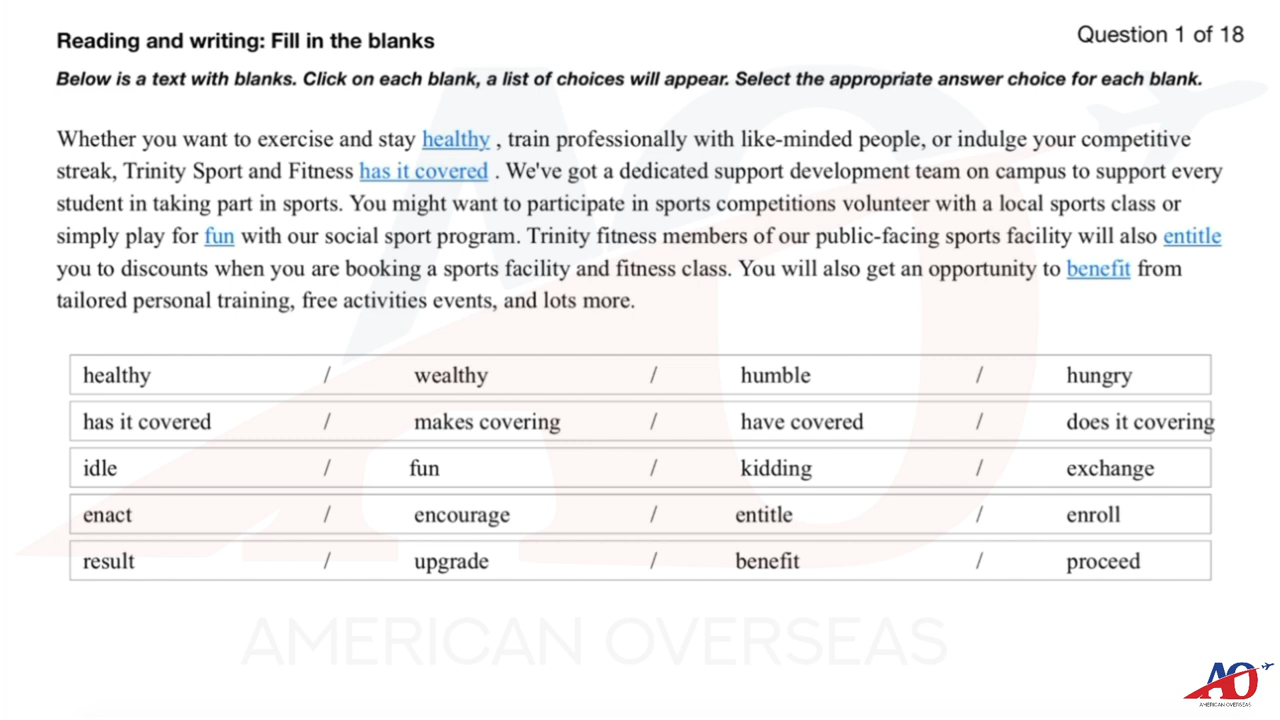 Question 1 of 18
Reading and writing: Fill in the blanks
Below is a text with blanks. Click on each blank, a list of choices will appear. Select the appropriate answer choice for each blank.
Whether you want to exercise and stay healthy , train professionally with like-minded people, or indulge your competitive
streak, Trinity Sport and Fitness has it covered . We've got a dedicated support development team on campus to support every
student in taking part in sports. You might want to participate in sports competitions volunteer with a local sports class or
simply play for fun with our social sport program. Trinity fitness members of our public-facing sports facility will also entitle
you to discounts when you are booking a sports facility and fitness class. You will also get an opportunity to benefit from
tailored personal training, free activities events, and lots more.
healthy / wealthy / humble / hungry
has it covered / makes covering / have covered / does it covering
idle / fun / kidding / exchange
enact / encourage / entitle / enroll
result / upgrade / benefit / proceed
AMERICAN OVERSEAS
AO
AMERICAN OVERSEAS